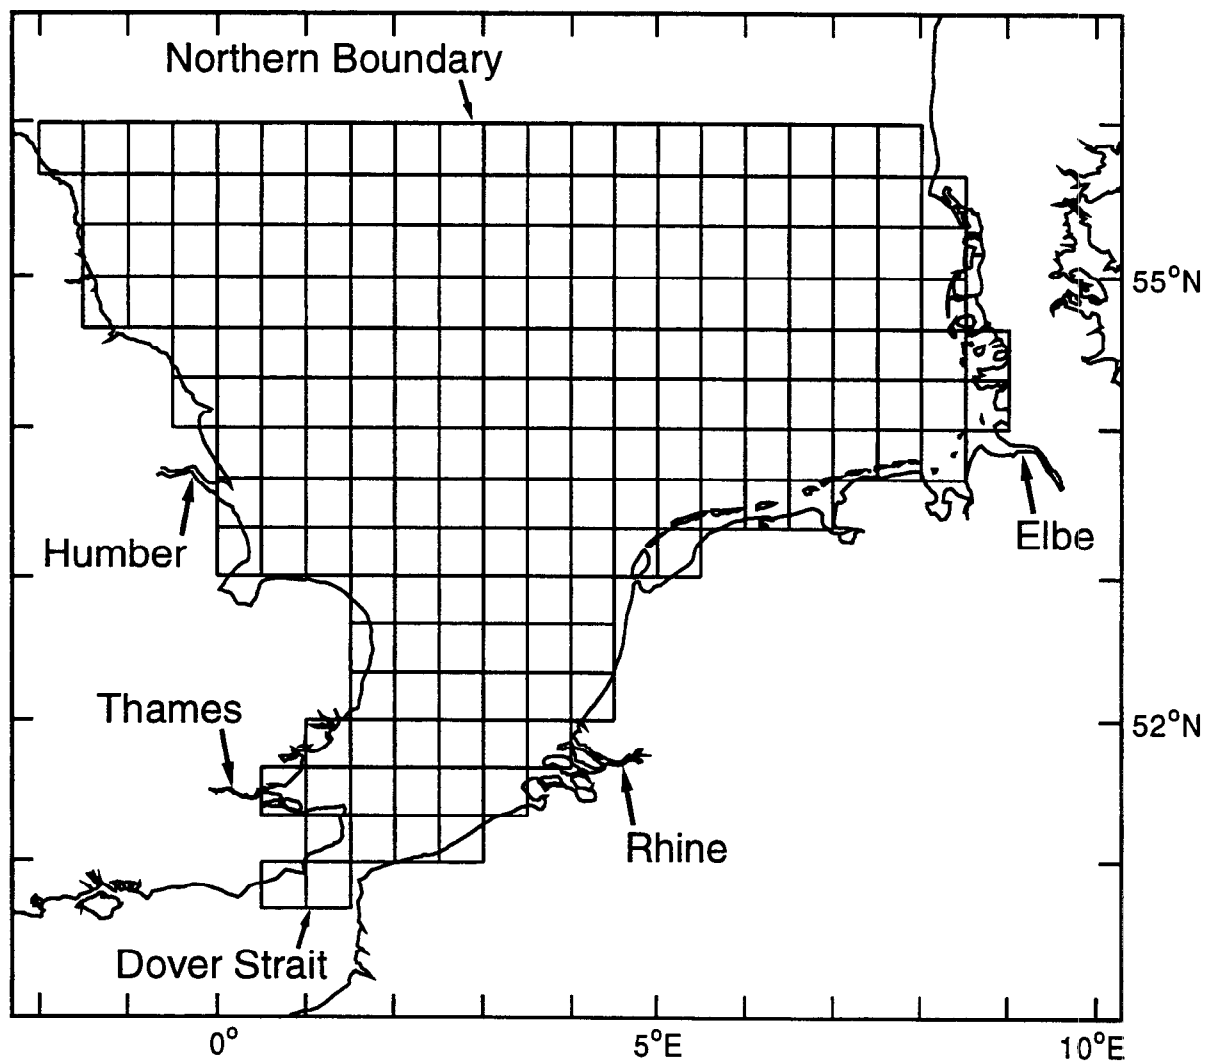 Northern Boundary
55°N
Humber
Elbe
Thames
52°N
Rhine
Dover Strait
0°
5°E
10°E